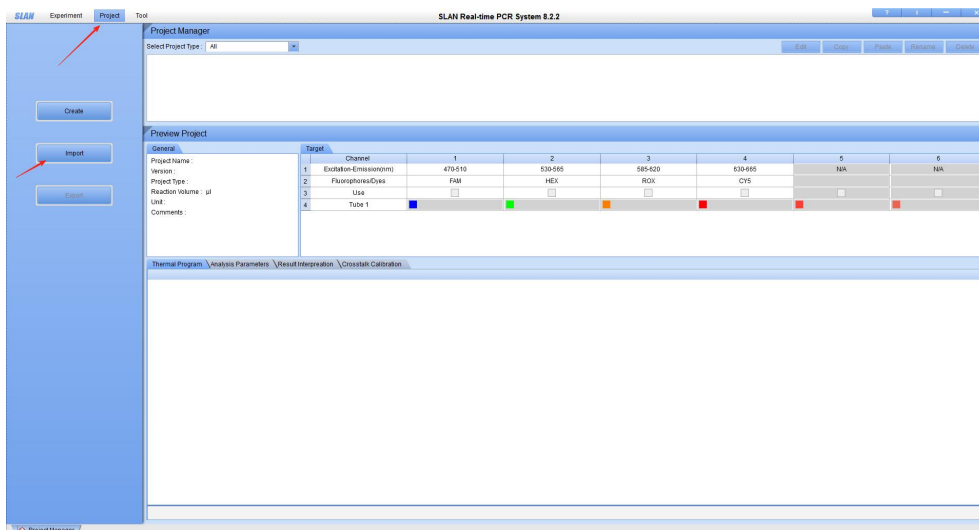 SLAN Experiment Project Tool SLAN Real-time PCR System 8.2.2
Project Manager
Select Project Type : All Edit Copy Paste Rename Delete
Create
Import
Export
Preview Project
General Target
Project Name :
Version :
Project Type :
Reaction Volume : µl
Unit:
Comments :
Channel 1 2 3 4 5 6
1 Excitation-Emission(nm) 470-510 530-565 585-620 630-665 N/A N/A
2 Fluorophores/Dyes FAM HEX ROX CY5
3 Use
4 Tube 1
Thermal Program Analysis Parameters Result Interpreation Crosstalk Calibration
Project Manager